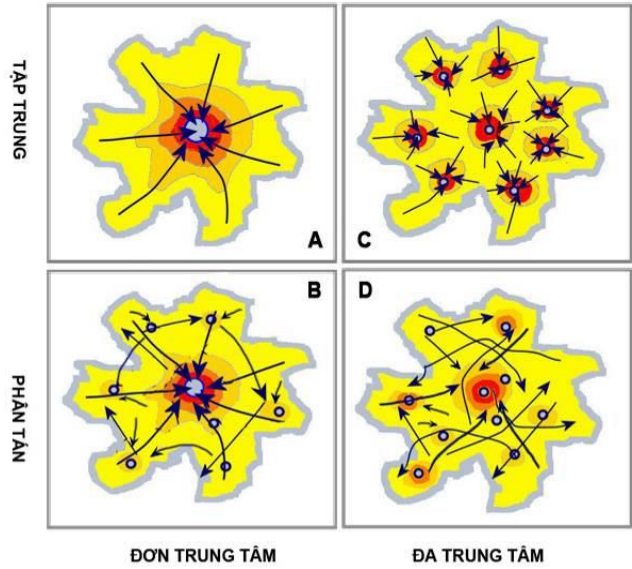 TẬP TRUNG
A
C
PHÂN TÁN
B
D
ĐƠN TRUNG TÂM
ĐA TRUNG TÂM